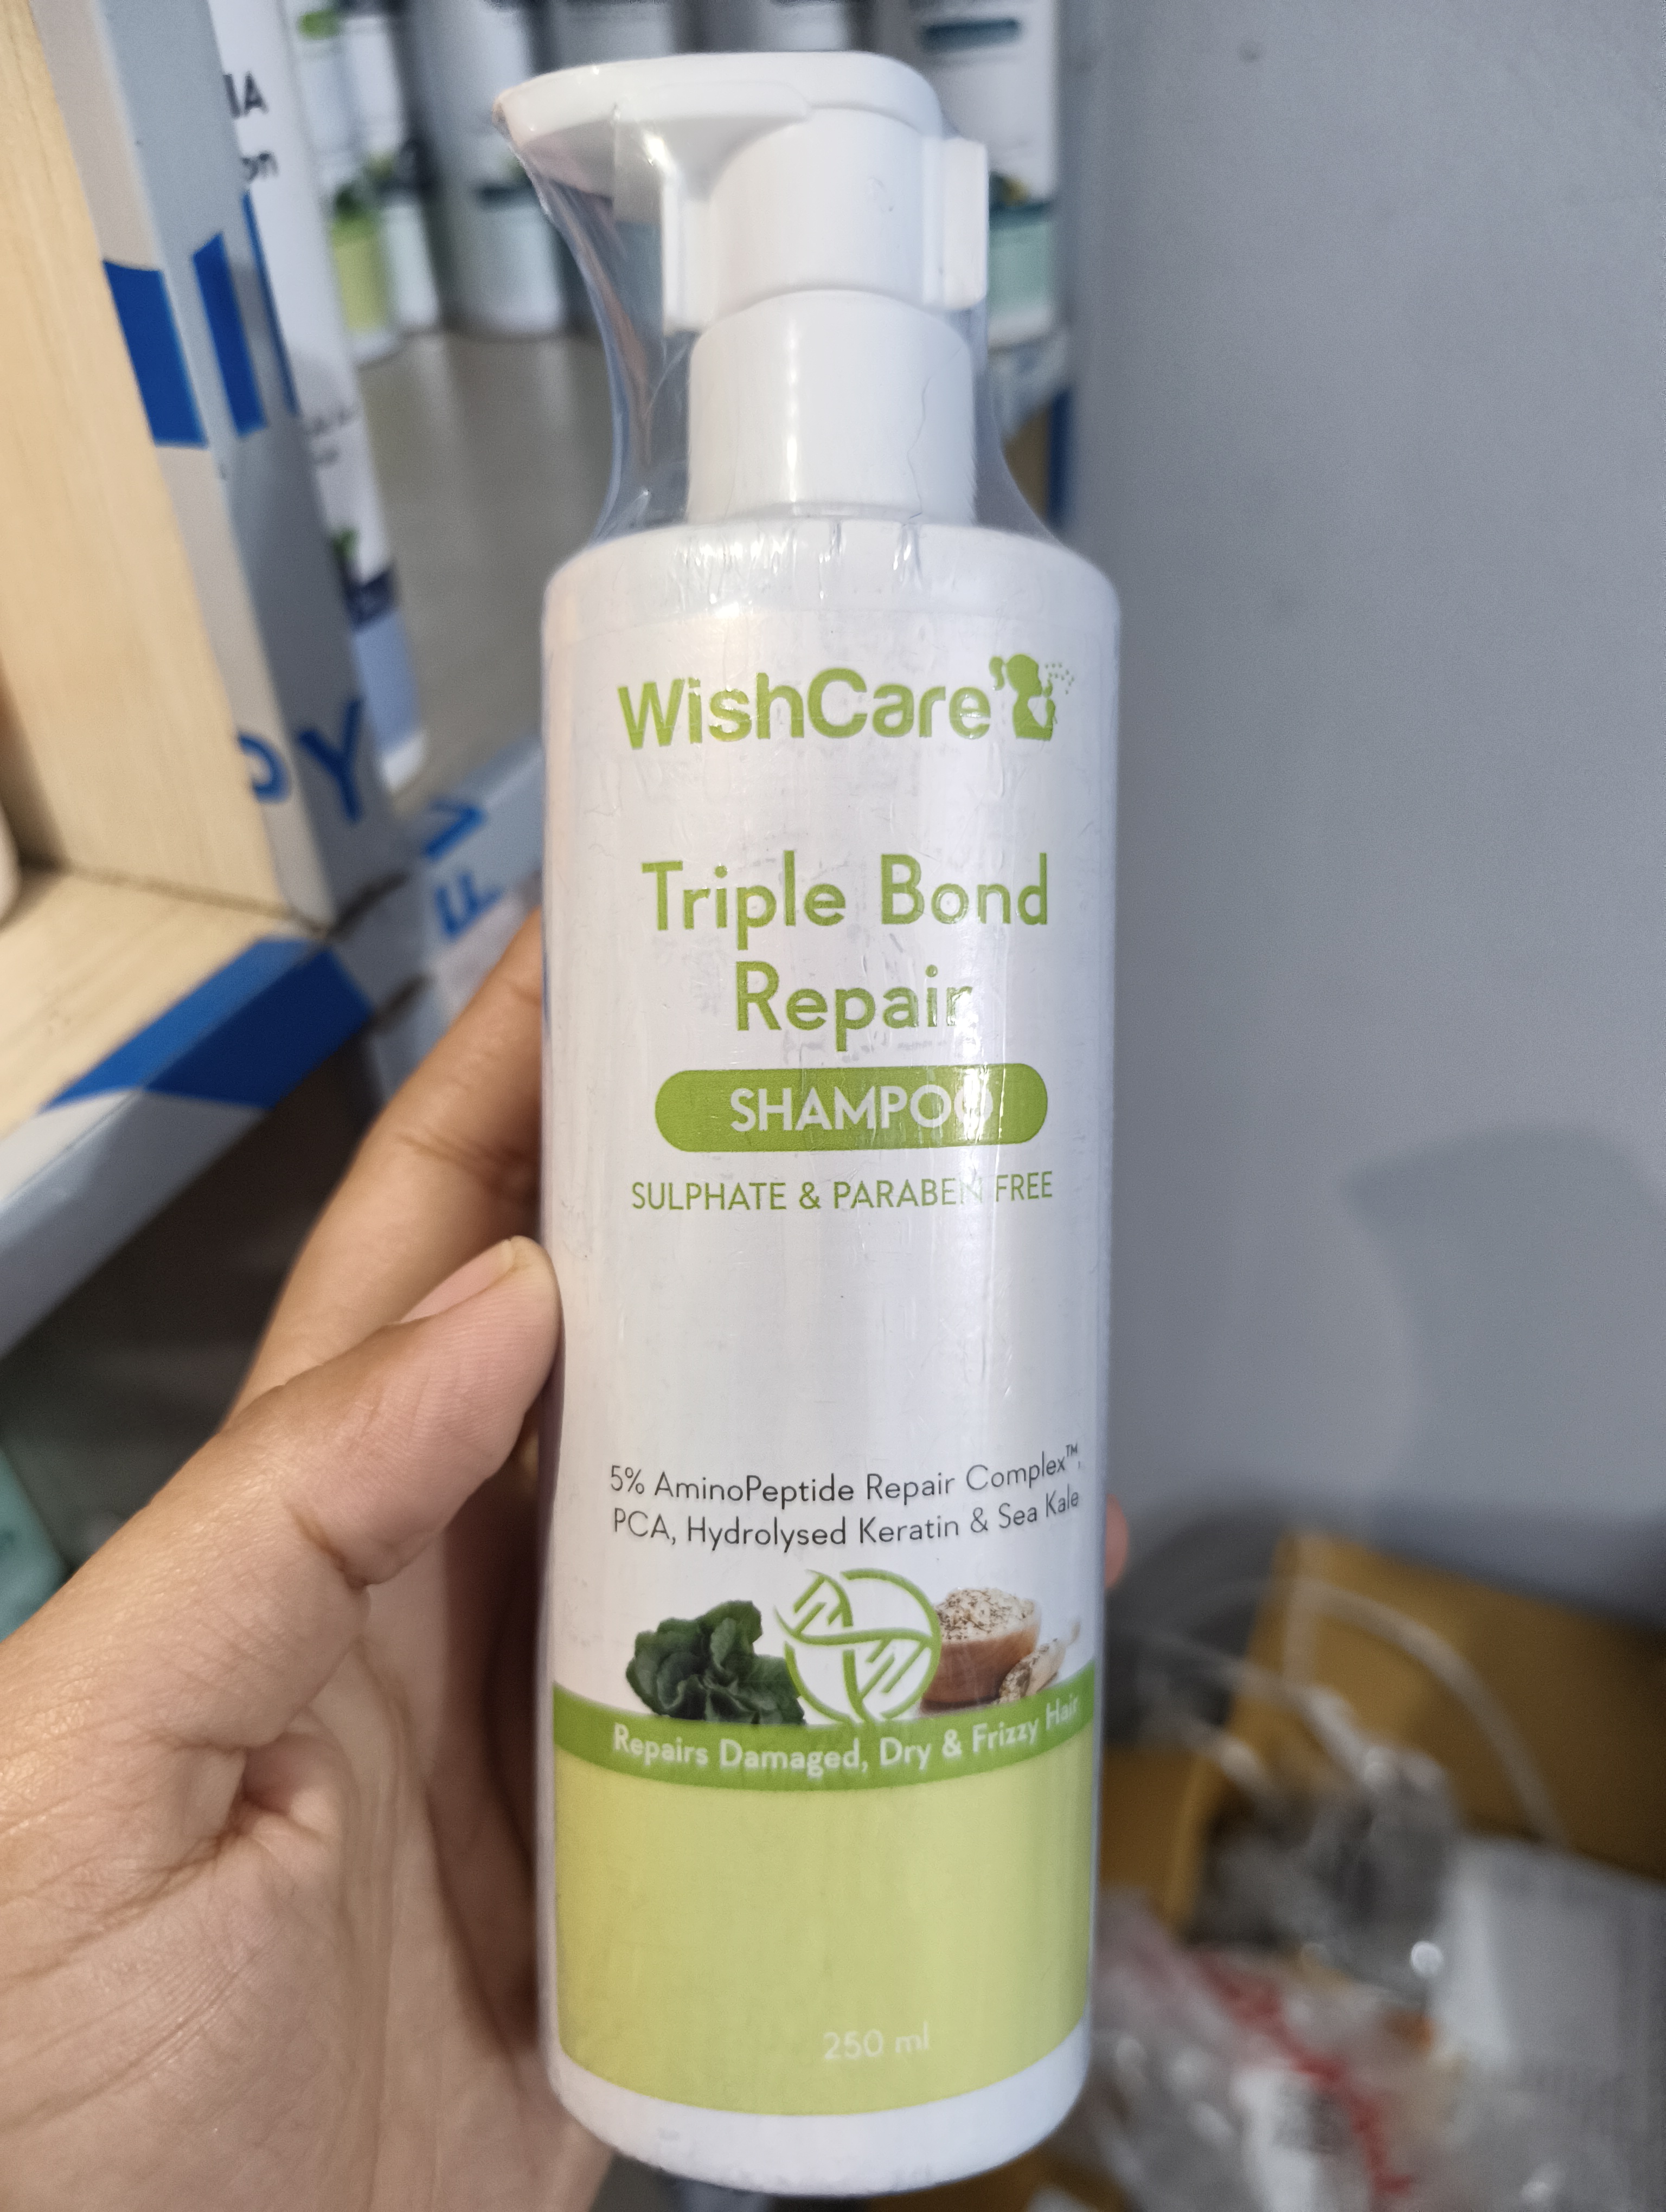 WishCare
Triple Bond
Repair
SHAMPOO
SULPHATE & PARABEN FREE
5% AminoPeptide Repair Complex™,
PCA, Hydrolysed Keratin & Sea Kale
Repairs Damaged, Dry & Frizzy Hair
250 ml